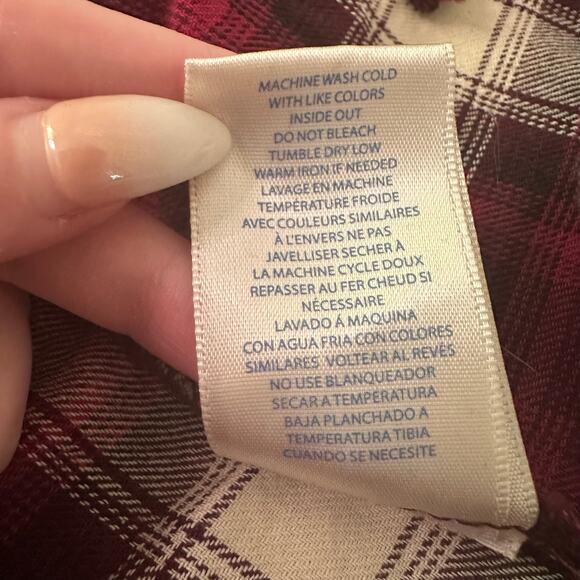 MACHINE WASH COLD
WITH LIKE COLORS
INSIDE OUT
DO NOT BLEACH
TUMBLE DRY LOW
WARM IRON IF NEEDED
LAVAGE EN MACHINE
TEMPÉRATURE FROIDE
AVEC COULEURS SIMILAIRES
À L'ENVERS NE PAS
JAVELLISER SECHER À
LA MACHINE CYCLE DOUX
REPASSER AU FER CHEUD SI
NÉCESSAIRE
LAVADO Á MAQUINA
CON AGUA FRIA CON COLORES
SIMILARES VOLTEAR AL REVÉS
NO USE BLANQUEADOR
SECAR A TEMPERATURA
BAJA PLANCHADO A
TEMPERATURA TIBIA
CUANDO SE NECESITE